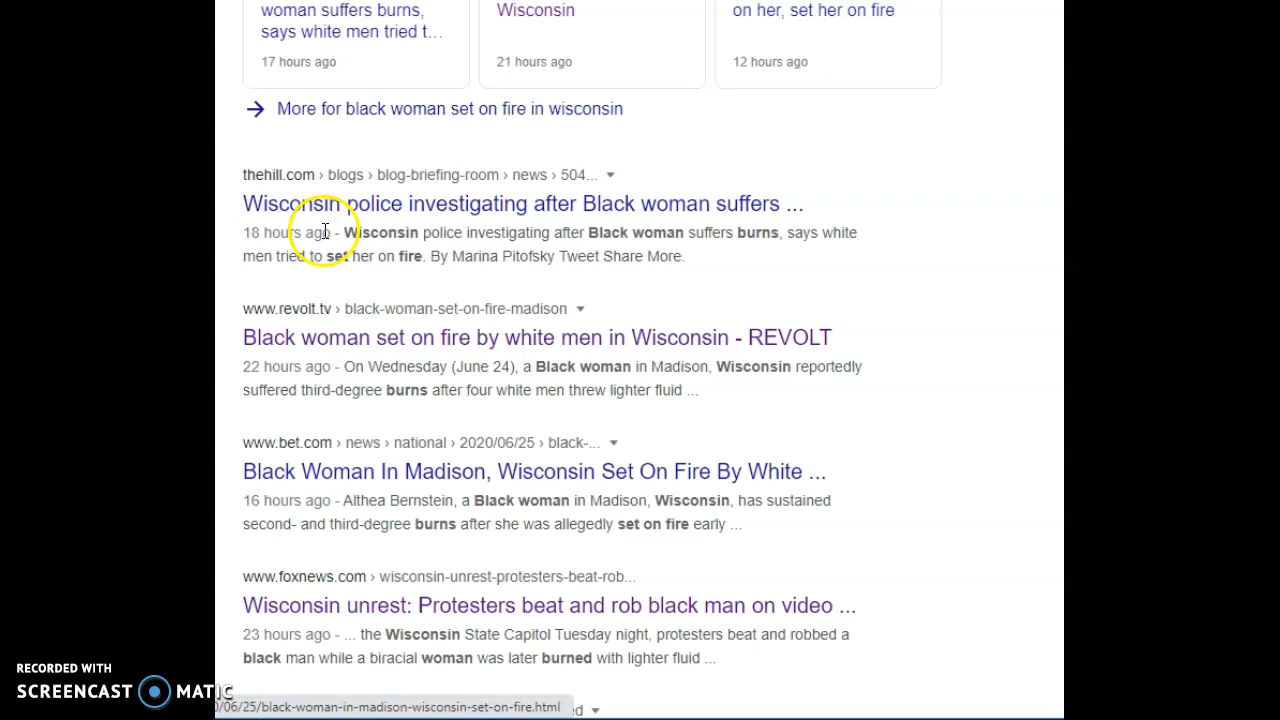 woman suffers burns,
says white men tried t...
17 hours ago
Wisconsin
21 hours ago
on her, set her on fire
12 hours ago
More for black woman set on fire in wisconsin
thehill.com › blogs › blog-briefing-room › news › 504...
Wisconsin police investigating after Black woman suffers ...
18 hours ago - Wisconsin police investigating after Black woman suffers burns, says white
men tried to set her on fire. By Marina Pitofsky Tweet Share More.
www.revolt.tv › black-woman-set-on-fire-madison
Black woman set on fire by white men in Wisconsin - REVOLT
22 hours ago - On Wednesday (June 24), a Black woman in Madison, Wisconsin reportedly
suffered third-degree burns after four white men threw lighter fluid ...
www.bet.com › news › national › 2020/06/25 › black-...
Black Woman In Madison, Wisconsin Set On Fire By White ...
16 hours ago - Althea Bernstein, a Black woman in Madison, Wisconsin, has sustained
second- and third-degree burns after she was allegedly set on fire early ...
www.foxnews.com › wisconsin-unrest-protesters-beat-rob...
Wisconsin unrest: Protesters beat and rob black man on video ...
23 hours ago - ... the Wisconsin State Capitol Tuesday night, protesters beat and robbed a
black man while a biracial woman was later burned with lighter fluid ...
RECORDED WITH
SCREENCAST MATIC
0/06/25/black-woman-in-madison-wisconsin-set-on-fire.html